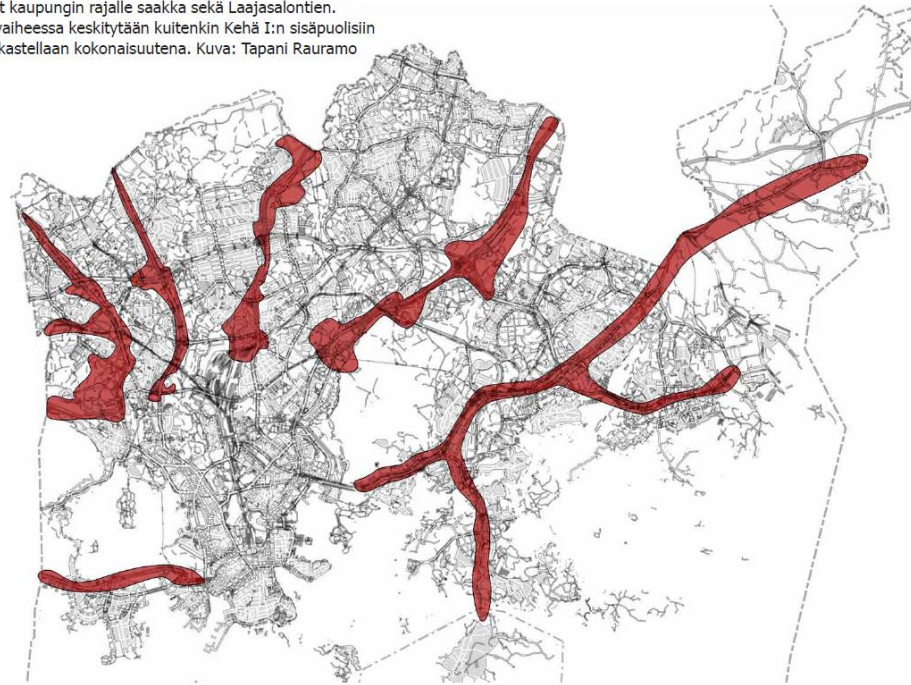 t kaupungin rajalle saakka sekä Laajasalontien.
vaiheessa keskitytään kuitenkin Kehä I:n sisäpuolisiin
kastellaan kokonaisuutena. Kuva: Tapani Rauramo